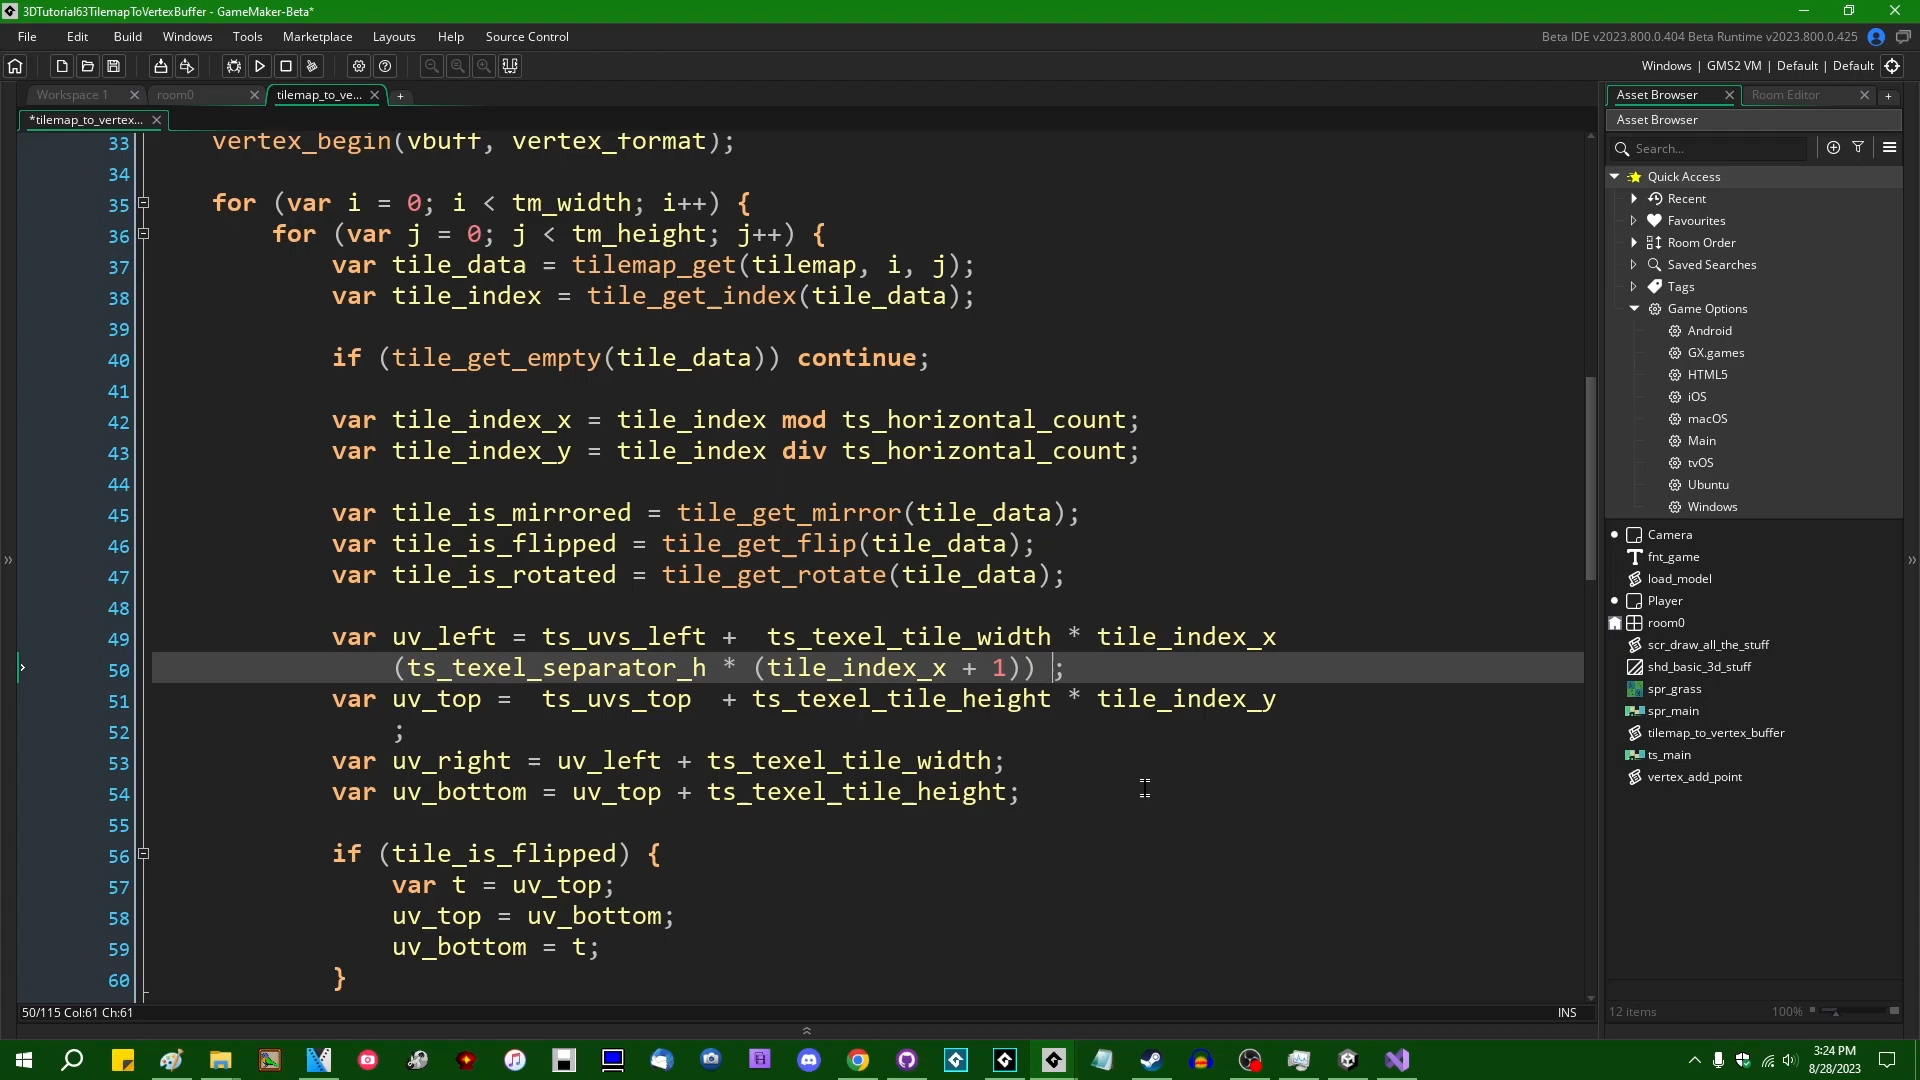 3DTutorial63TilemapToVertexBuffer - GameMaker-Beta*
File Edit Build Windows Tools Marketplace Layouts Help Source Control
Beta IDE v2023.800.0.404 Beta Runtime v2023.800.0.425
Windows | GMS2 VM | Default | Default
Workspace 1 room0 tilemap_to_ve...
*tilemap_to_vertex...
33 vertex_begin(vbuff, vertex_format);
34
35 for (var i = 0; i < tm_width; i++) {
36 for (var j = 0; j < tm_height; j++) {
37 var tile_data = tilemap_get(tilemap, i, j);
38 var tile_index = tile_get_index(tile_data);
39
40 if (tile_get_empty(tile_data)) continue;
41
42 var tile_index_x = tile_index mod ts_horizontal_count;
43 var tile_index_y = tile_index div ts_horizontal_count;
44
45 var tile_is_mirrored = tile_get_mirror(tile_data);
46 var tile_is_flipped = tile_get_flip(tile_data);
47 var tile_is_rotated = tile_get_rotate(tile_data);
48
49 var uv_left = ts_uvs_left + ts_texel_tile_width * tile_index_x
50 (ts_texel_separator_h * (tile_index_x + 1)) ;
51 var uv_top = ts_uvs_top + ts_texel_tile_height * tile_index_y
52 ;
53 var uv_right = uv_left + ts_texel_tile_width;
54 var uv_bottom = uv_top + ts_texel_tile_height;
55
56 if (tile_is_flipped) {
57 var t = uv_top;
58 uv_top = uv_bottom;
59 uv_bottom = t;
60 }
50/115 Col:61 Ch:61
INS
Asset Browser Room Editor
Asset Browser
Search...
Quick Access
Recent
Favourites
Room Order
Saved Searches
Tags
Game Options
Android
GX.games
HTML5
iOS
macOS
Main
tvOS
Ubuntu
Windows
Camera
fnt_game
load_model
Player
room0
scr_draw_all_the_stuff
shd_basic_3d_stuff
spr_grass
spr_main
tilemap_to_vertex_buffer
ts_main
vertex_add_point
12 items 100%
3:24 PM
8/28/2023